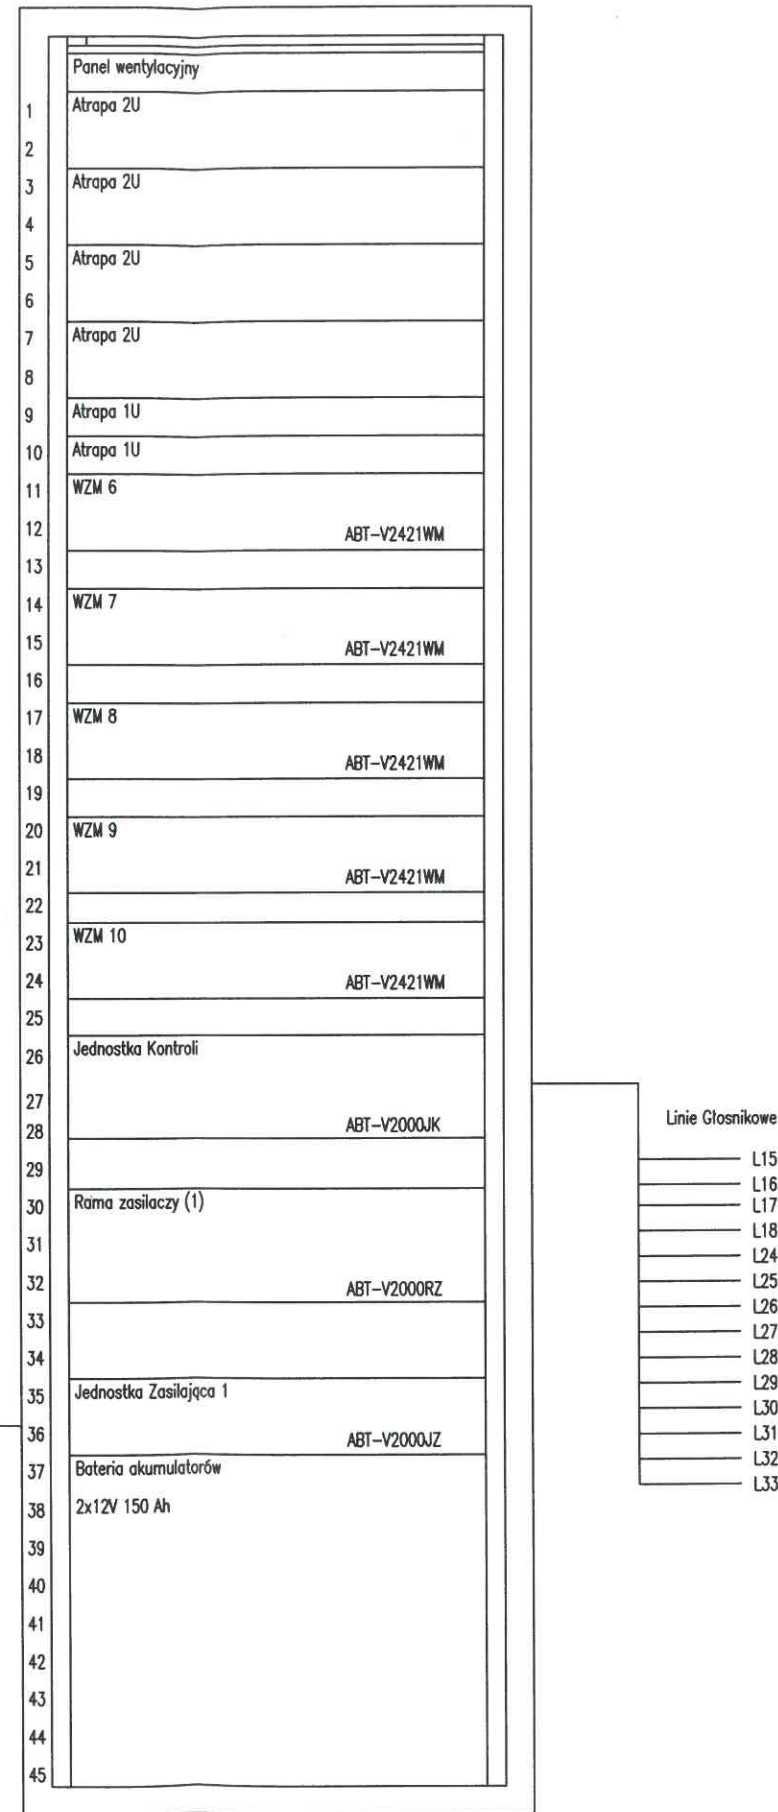 Panel wentylacyjny
1 Atrapa 2U
2
3 Atrapa 2U
4
5 Atrapa 2U
6
7 Atrapa 2U
8
9 Atrapa 1U
10 Atrapa 1U
11 WZM 6
12 ABT-V2421WM
13
14 WZM 7
15 ABT-V2421WM
16
17 WZM 8
18 ABT-V2421WM
19
20 WZM 9
21 ABT-V2421WM
22
23 WZM 10
24 ABT-V2421WM
25
26 Jednostka Kontroli
27
28 ABT-V2000JK
29
30 Rama zasilaczy (1)
31
32 ABT-V2000RZ
33
34
35 Jednostka Zasilająca 1
36 ABT-V2000JZ
37 Bateria akumulatorów
38 2x12V 150 Ah
39
40
41
42
43
44
45
Linie Głosnikowe
L15
L16
L17
L18
L24
L25
L26
L27
L28
L29
L30
L31
L32
L33